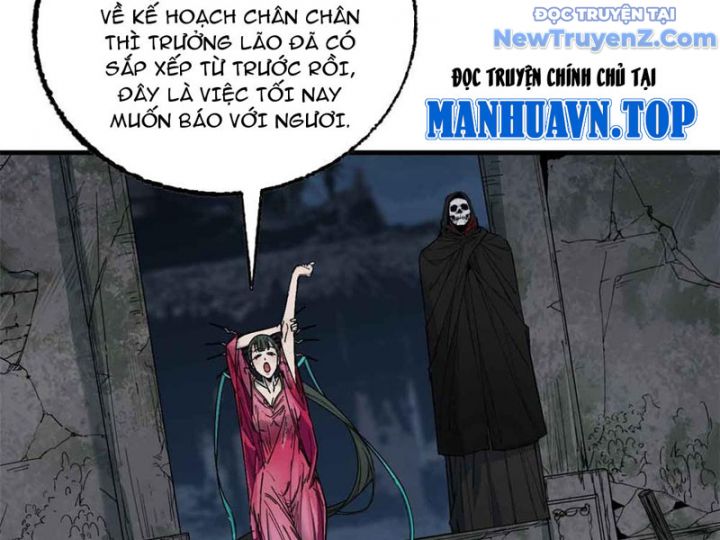 VỀ KẾ HOẠCH CHÂN CHÂN
THÌ TRƯỞNG LÃO ĐÃ CÓ
SẮP XẾP TỪ TRƯỚC RỒI,
ĐÂY LÀ VIỆC TỐI NAY
MUỐN BÁO VỚI NGƯƠI.
ĐỌC TRUYỆN TẠI
NewTruyenZ.Com
ĐỌC TRUYỆN CHÍNH CHỦ TẠI
MANHUAVN.TOP